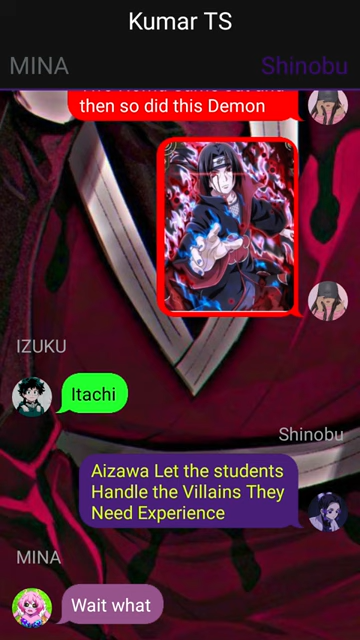 Kumar TS
MINA
Shinobu
then so did this Demon
IZUKU
Itachi
Shinobu
Aizawa Let the students
Handle the Villains They
Need Experience
MINA
Wait what